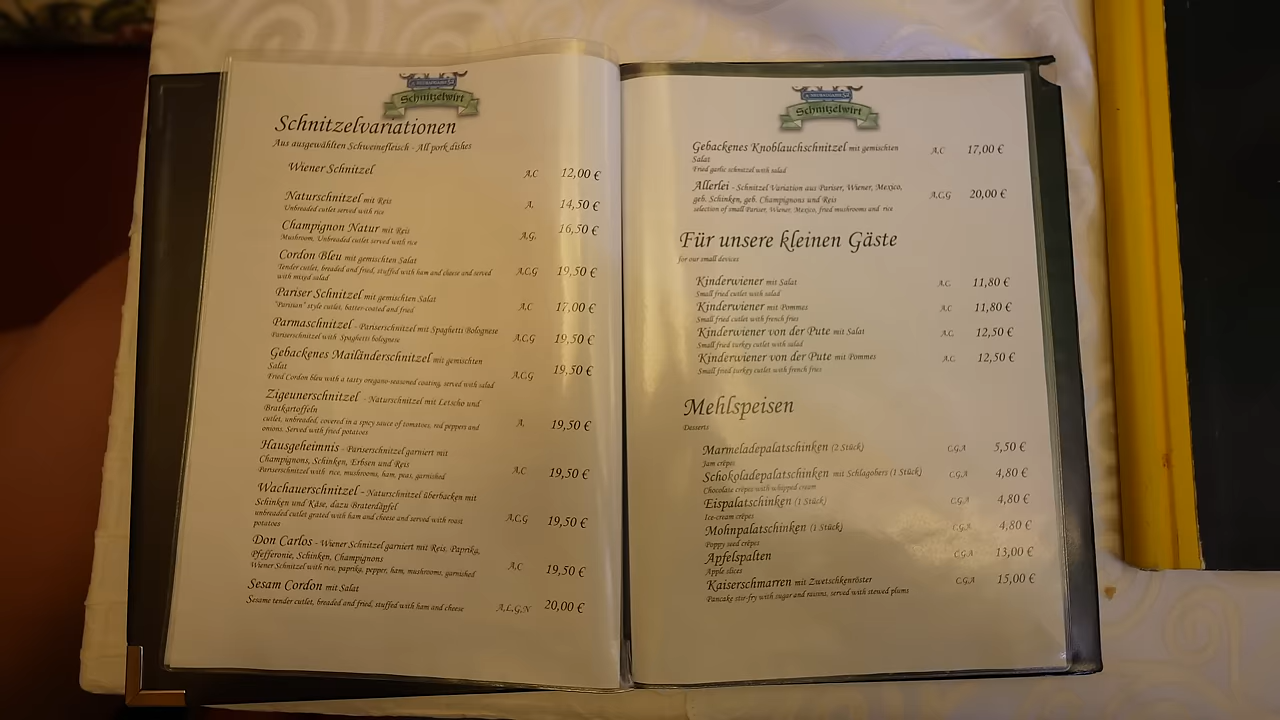 Schnitzelwirt
Schnitzelvariationen
Aus ausgewählten Schweinefleisch - All pork dishes
Wiener Schnitzel A,C 12,00 €
Naturschnitzel mit Reis A, 14,50 €
Unbreaded cutlet served with rice
Champignon Natur mit Reis A,G, 16,50 €
Mushroom, Unbreaded cutlet served with rice
Cordon Bleu mit gemischten Salat A,C,G 19,50 €
Tender cutlet, breaded and fried, stuffed with ham and cheese and served
with mixed salad
Pariser Schnitzel mit gemischten Salat A,C 17,00 €
"Parisian" style cutlet, batter-coated and fried
Parmaschnitzel - Pariserschnitzel mit Spaghetti Bolognese A,C,G 19,50 €
Pariserschnitzel with Spaghetti bolognese
Gebackenes Mailänderschnitzel mit gemischten
Salat A,C,G 19,50 €
Fried Cordon bleu with a tasty oregano-seasoned coating, served with salad
Zigeunerschnitzel - Naturschnitzel mit Letscho und
Bratkartoffeln A, 19,50 €
cutlet, unbreaded, covered in a spicy sauce of tomatoes, red peppers and
onions. Served with fried potatoes
Hausgeheimnis - Pariserschnitzel garniert mit
Champignons, Schinken, Erbsen und Reis A,C 19,50 €
Pariserschnitzel with rice, mushrooms, ham, peas, garnished
Wachauerschnitzel - Naturschnitzel überbacken mit
Schinken und Käse, dazu Braterdäpfel A,C,G 19,50 €
unbreaded cutlet grated with ham and cheese and served with roast
potatoes
Don Carlos - Wiener Schnitzel garniert mit Reis, Paprika,
Pfefferonie, Schinken, Champignons A,C 19,50 €
Wiener Schnitzel with rice, paprika, pepper, ham, mushrooms, garnished
Sesam Cordon mit Salat
Sesame tender cutlet, breaded and fried, stuffed with ham and cheese A,L,G,N 20,00 €
Schnitzelwirt
Gebackenes Knoblauchschnitzel mit gemischten A,C 17,00 €
Salat
Fried garlic schnitzel with salad
Allerlei - Schnitzel Variation aus Pariser, Wiener, Mexico,
geb. Schinken, geb. Champignons und Reis A,C,G 20,00 €
selection of small Pariser, Wiener, Mexico, fried mushrooms and rice
Für unsere kleinen Gäste
for our small devices
Kinderwiener mit Salat A,C, 11,80 €
Small fried cutlet with salad
Kinderwiener mit Pommes A,C 11,80 €
Small fried cutlet with french fries
Kinderwiener von der Pute mit Salat A,C, 12,50 €
Small fried turkey cutlet with salad
Kinderwiener von der Pute mit Pommes A,C 12,50 €
Small fried turkey cutlet with french fries
Mehlspeisen
Desserts
Marmeladepalatschinken (2 Stück) C,G,A 5,50 €
Jam crêpes
Schokoladepalatschinken mit Schlagobers (1 Stück) C,G,A 4,80 €
Chocolate crêpes with whipped cream
Eispalatschinken (1 Stück) C,G,A 4,80 €
Ice-cream crêpes
Mohnpalatschinken (1 Stück) C,G,A 4,80 €
Poppy seed crêpes
Apfelspalten C,G,A 13,00 €
Apple slices
Kaiserschmarren mit Zwetschkenröster C,G,A 15,00 €
Pancake stir-fry with sugar and raisins, served with stewed plums